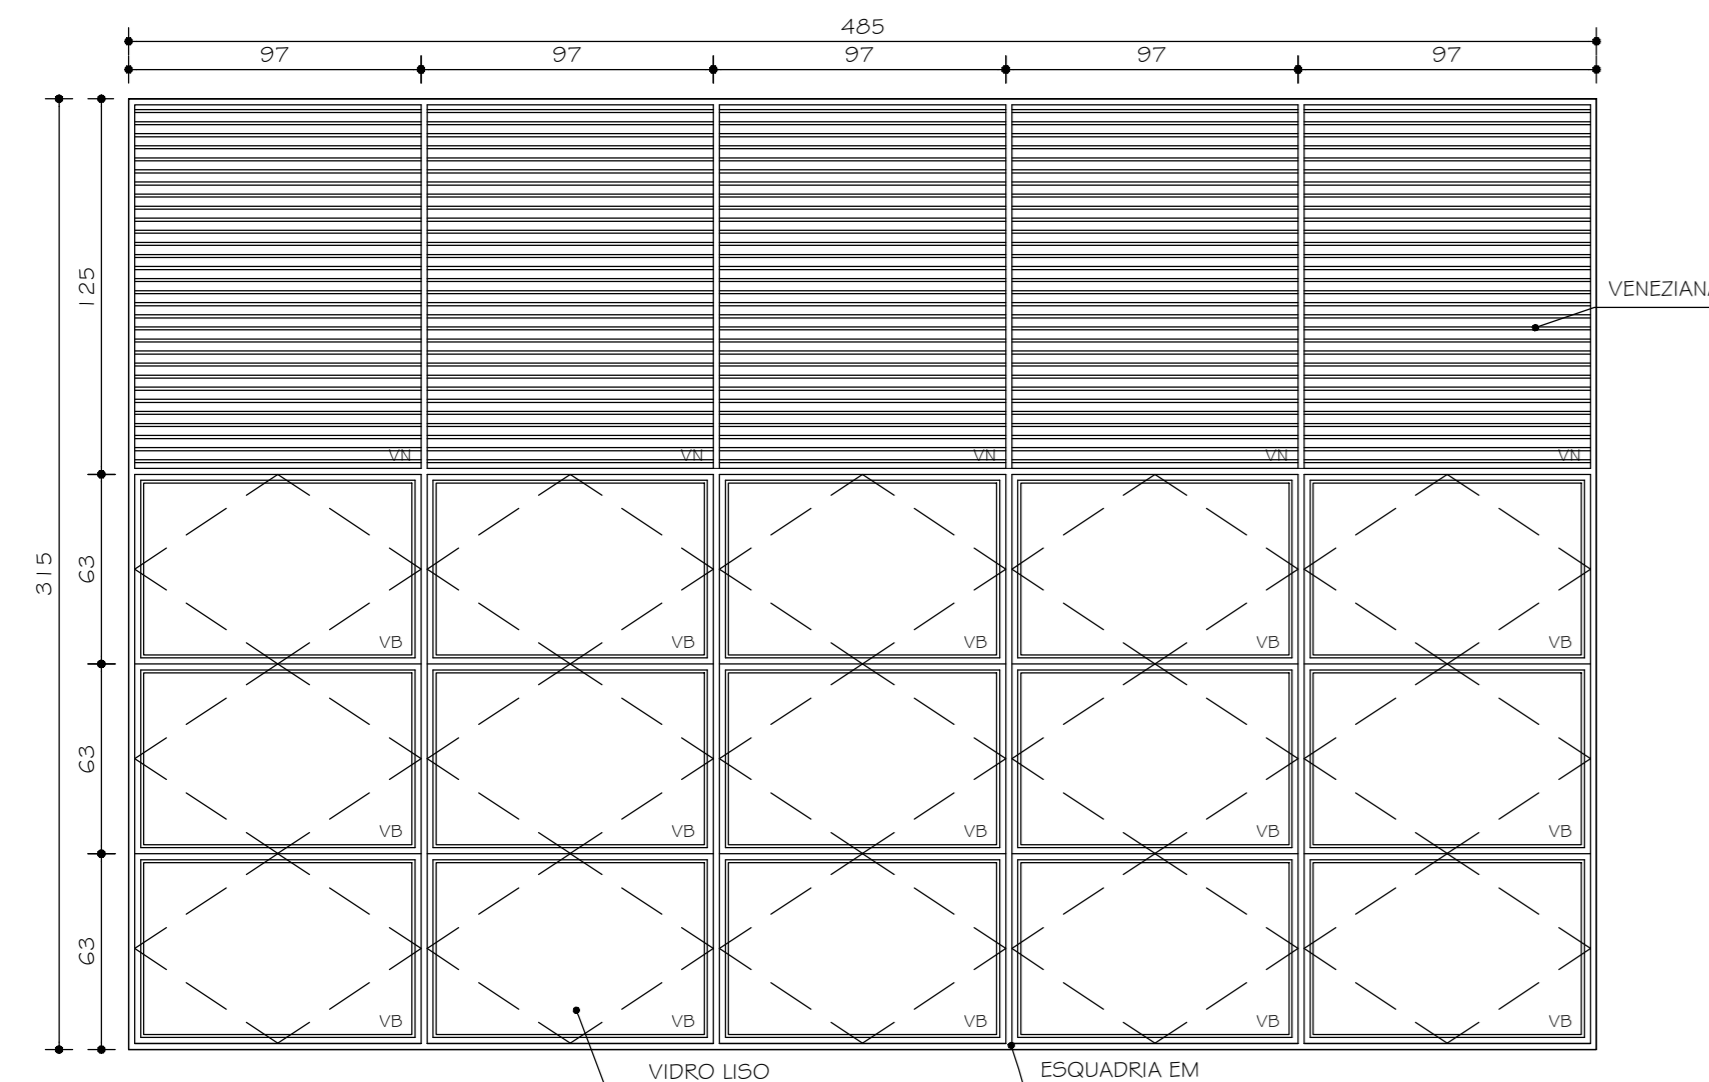 485
97 97 97 97 97
125
VENEZIANA
VN VN VN VN VN
315
63
VB VB VB VB VB
63
VB VB VB VB VB
63
VB VB VB VB VB
VIDRO LISO
ESQUADRIA EM